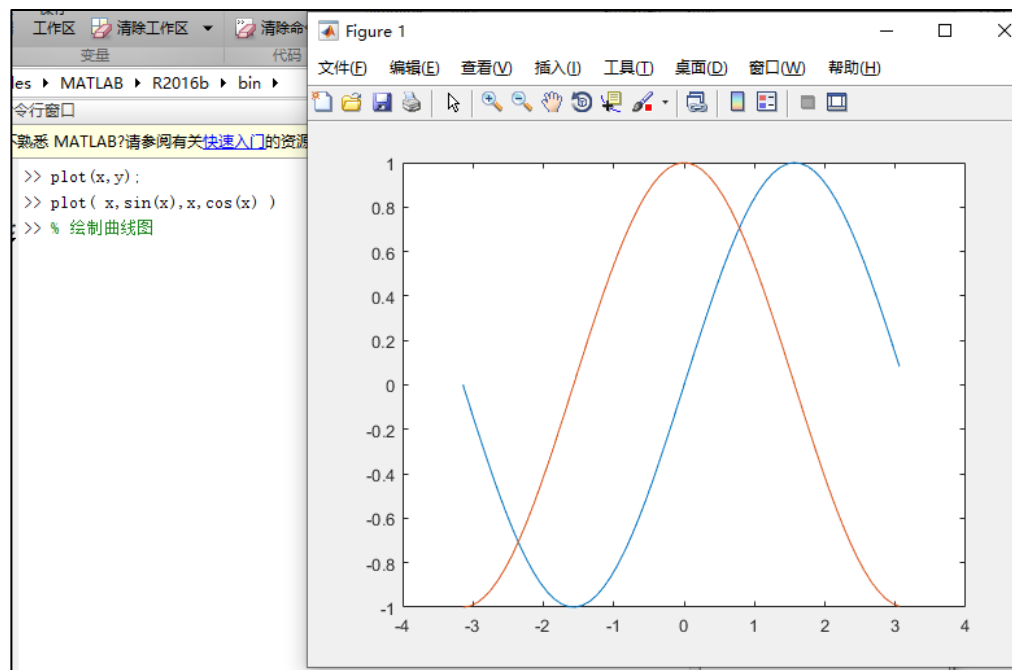 工作区 清除工作区 清除命
变量 代码
les MATLAB R2016b bin
令行窗口
不熟悉 MATLAB?请参阅有关快速入门的资源
>> plot(x,y);
>> plot( x,sin(x),x,cos(x) )
>> % 绘制曲线图
Figure 1
文件(F) 编辑(E) 查看(V) 插入(I) 工具(T) 桌面(D) 窗口(W) 帮助(H)
1
0.8
0.6
0.4
0.2
0
-0.2
-0.4
-0.6
-0.8
-1
-4 -3 -2 -1 0 1 2 3 4